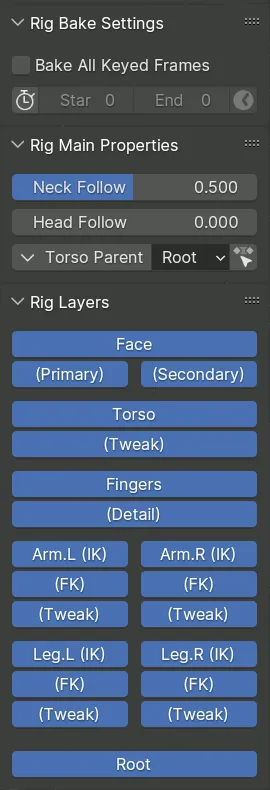 Rig Bake Settings
Bake All Keyed Frames
Star 0 End 0
Rig Main Properties
Neck Follow 0.500
Head Follow 0.000
Torso Parent Root
Rig Layers
Face
(Primary) (Secondary)
Torso
(Tweak)
Fingers
(Detail)
Arm.L (IK) Arm.R (IK)
(FK) (FK)
(Tweak) (Tweak)
Leg.L (IK) Leg.R (IK)
(FK) (FK)
(Tweak) (Tweak)
Root